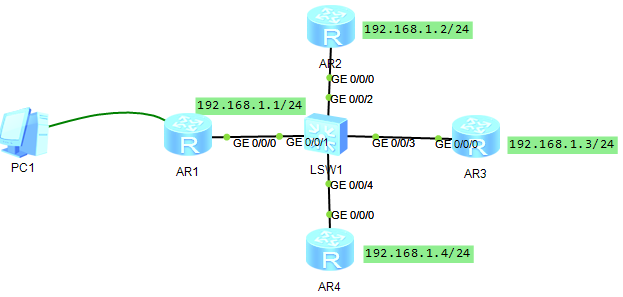 192.168.1.2/24
AR2
GE 0/0/0
GE 0/0/2
192.168.1.1/24
PC1
AR1
GE 0/0/0
GE 0/0/1
LSW1
GE 0/0/3
GE 0/0/0
AR3
192.168.1.3/24
GE 0/0/4
GE 0/0/0
AR4
192.168.1.4/24